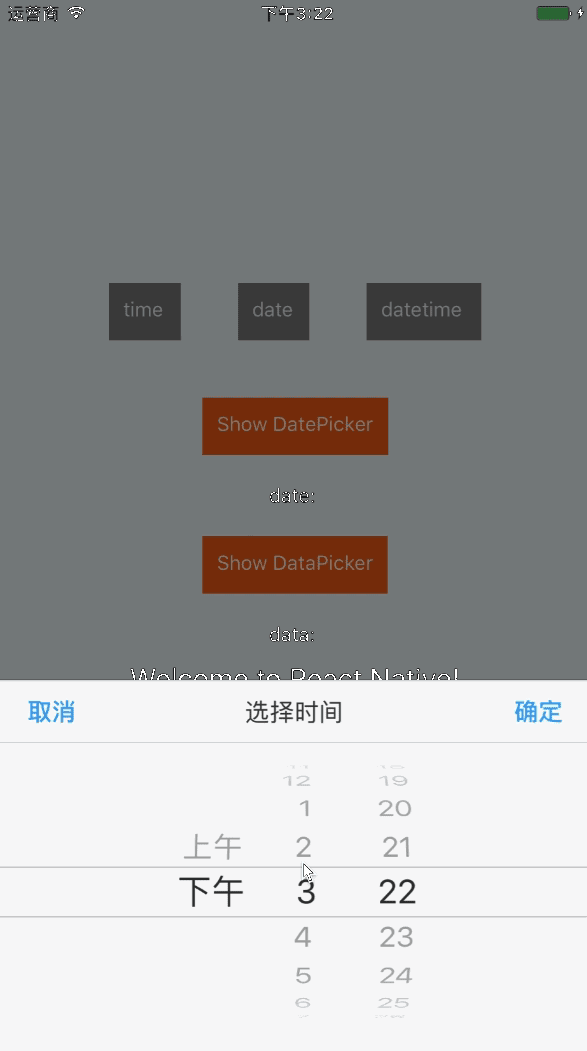 运营商 下午3:22
time date datetime
Show DatePicker
date:
Show DataPicker
data:
Welcome to React Native!
取消 选择时间 确定
12 19
1 20
上午 2 21
下午 3 22
4 23
5 24
6 25